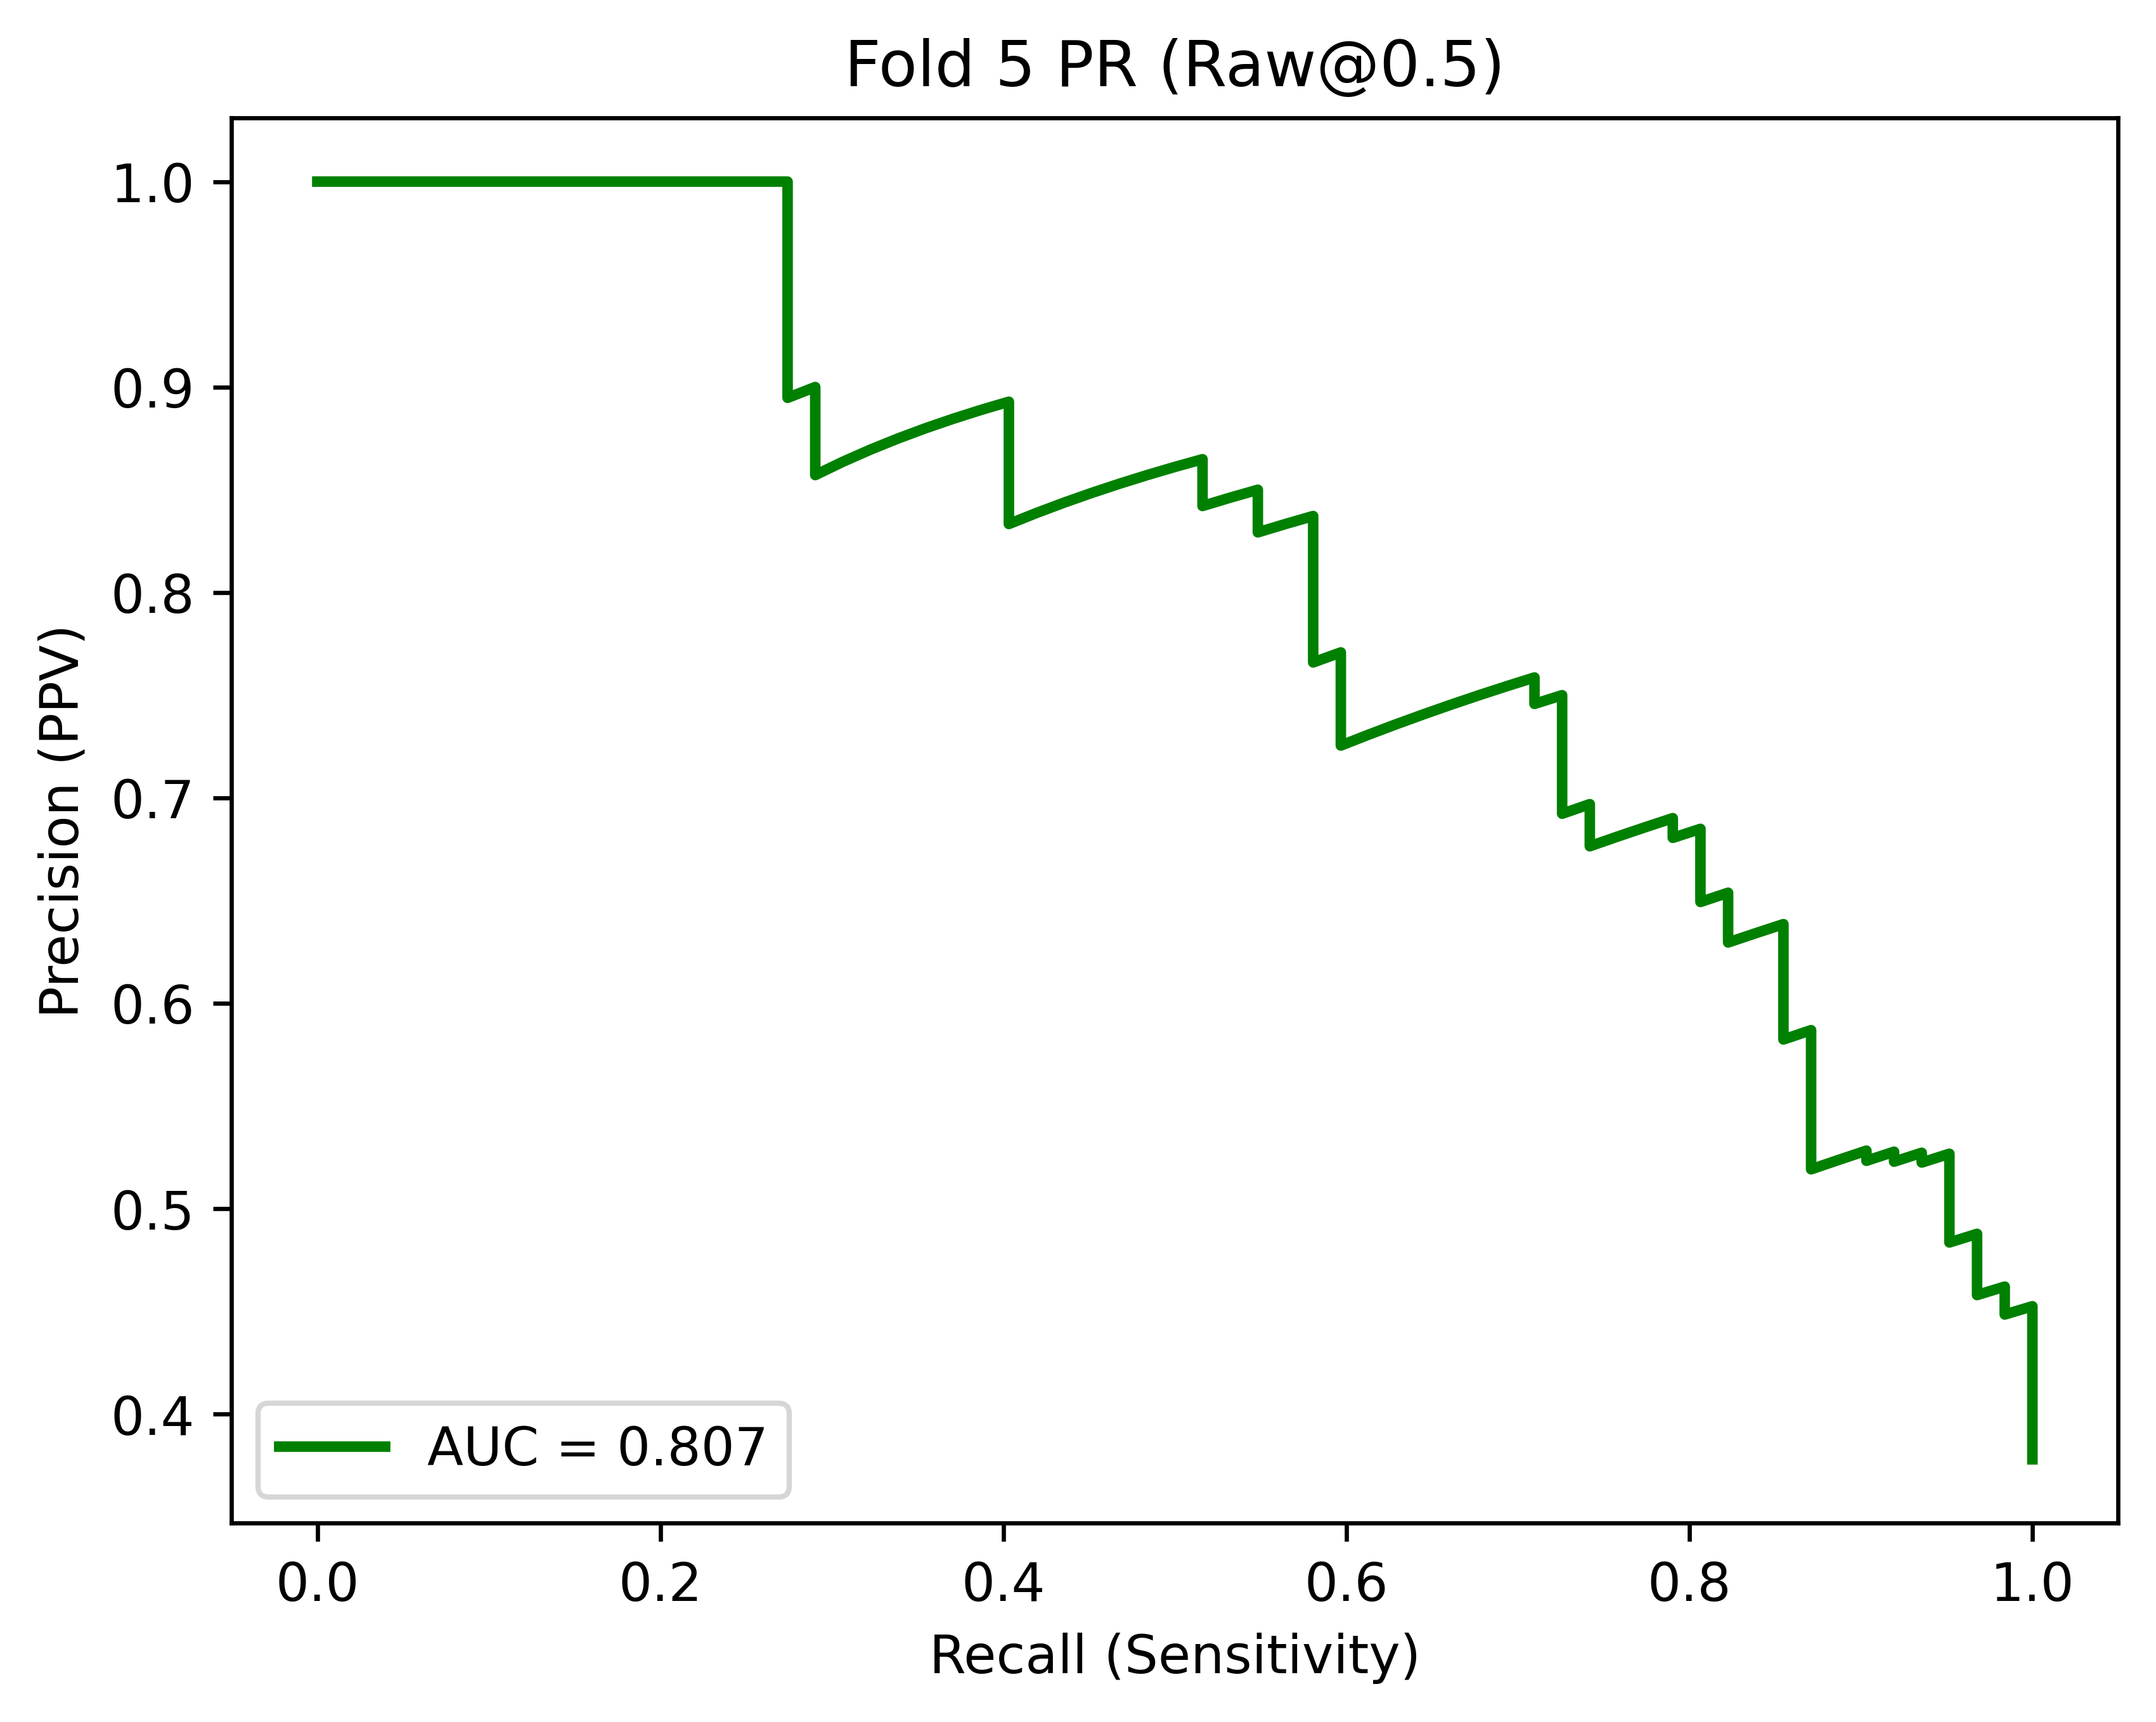 Fold 5 PR (Raw@0.5)
Precision (PPV)
1.0
0.9
0.8
0.7
0.6
0.5
0.4
AUC = 0.807
0.0 0.2 0.4 0.6 0.8 1.0
Recall (Sensitivity)